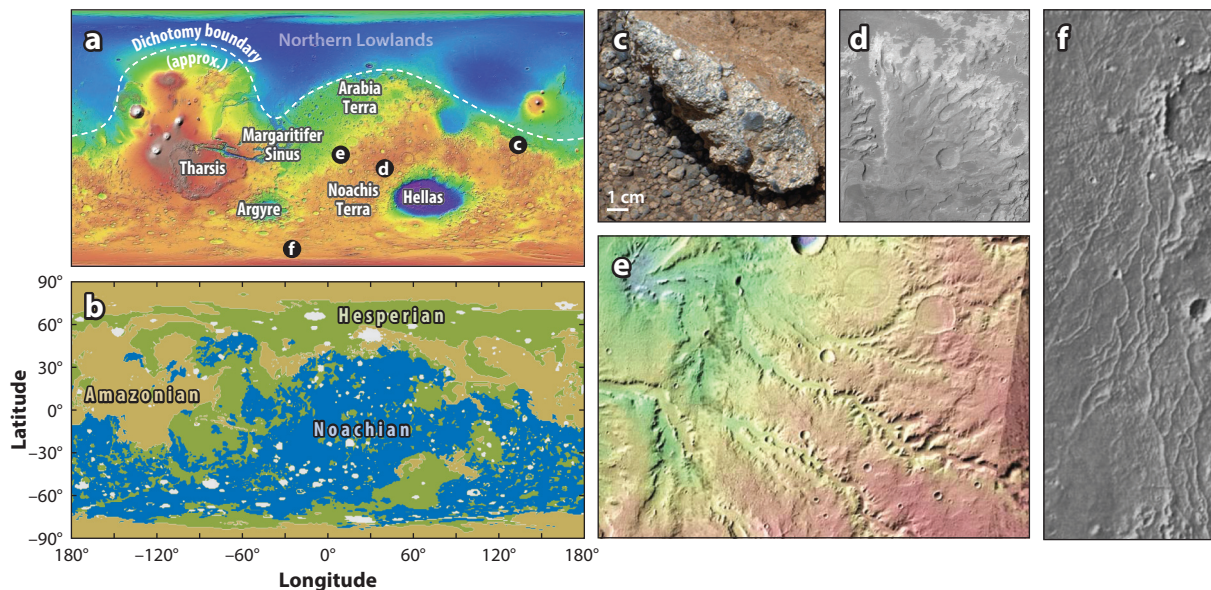 a
Dichotomy boundary
(approx.)
Northern Lowlands
Arabia
Terra
Margaritifer
Sinus
c
e
d
Tharsis
Noachis
Terra
Hellas
Argyre
f
b
90°
60°
30°
0°
–30°
–60°
–90°
Latitude
Hesperian
Amazonian
Noachian
180°
–120°
–60°
0°
60°
120°
180°
Longitude
c
1 cm
d
e
f